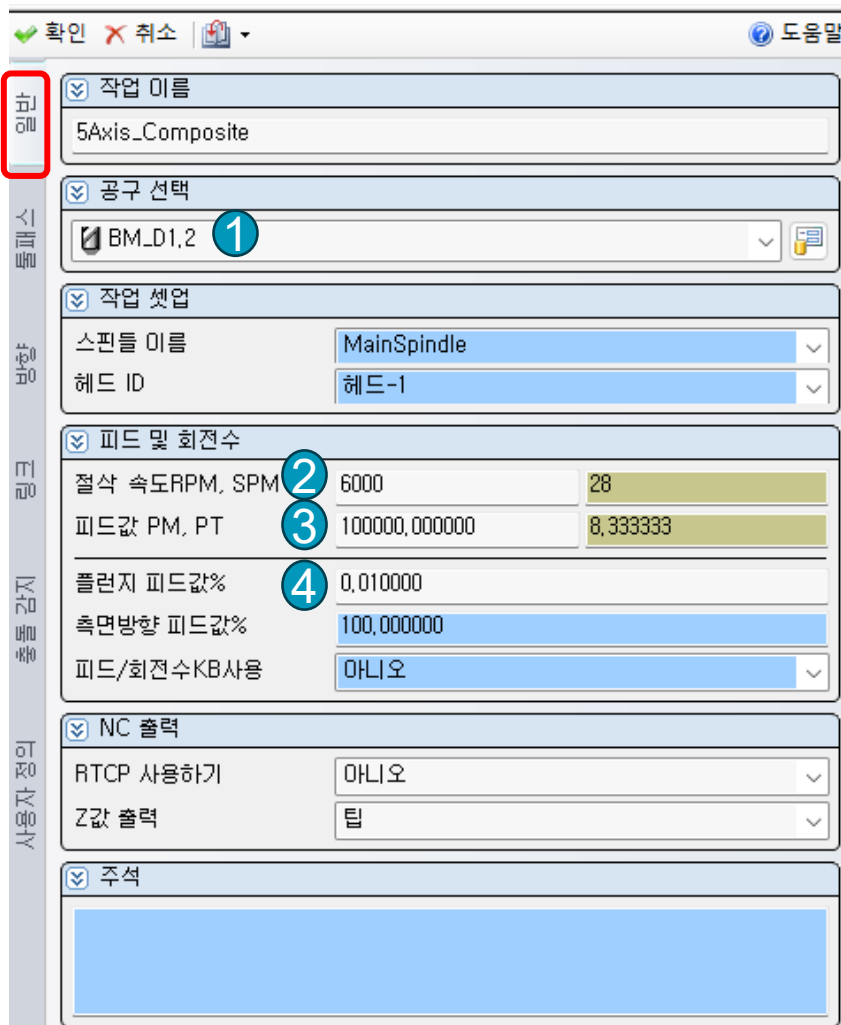 확인 취소 도움말
일반
툴패스
방향
링크
충돌 감지
사용자 정의
작업 이름
5Axis_Composite
공구 선택
BM_D1,2 1
작업 셋업
스핀들 이름 MainSpindle
헤드 ID 헤드-1
피드 및 회전수
절삭 속도RPM, SPM 2 6000 28
피드값 PM, PT 3 100000,000000 8,333333
플런지 피드값% 4 0,010000
측면방향 피드값% 100,000000
피드/회전수KB사용 아니오
NC 출력
RTCP 사용하기 아니오
Z값 출력 팁
주석